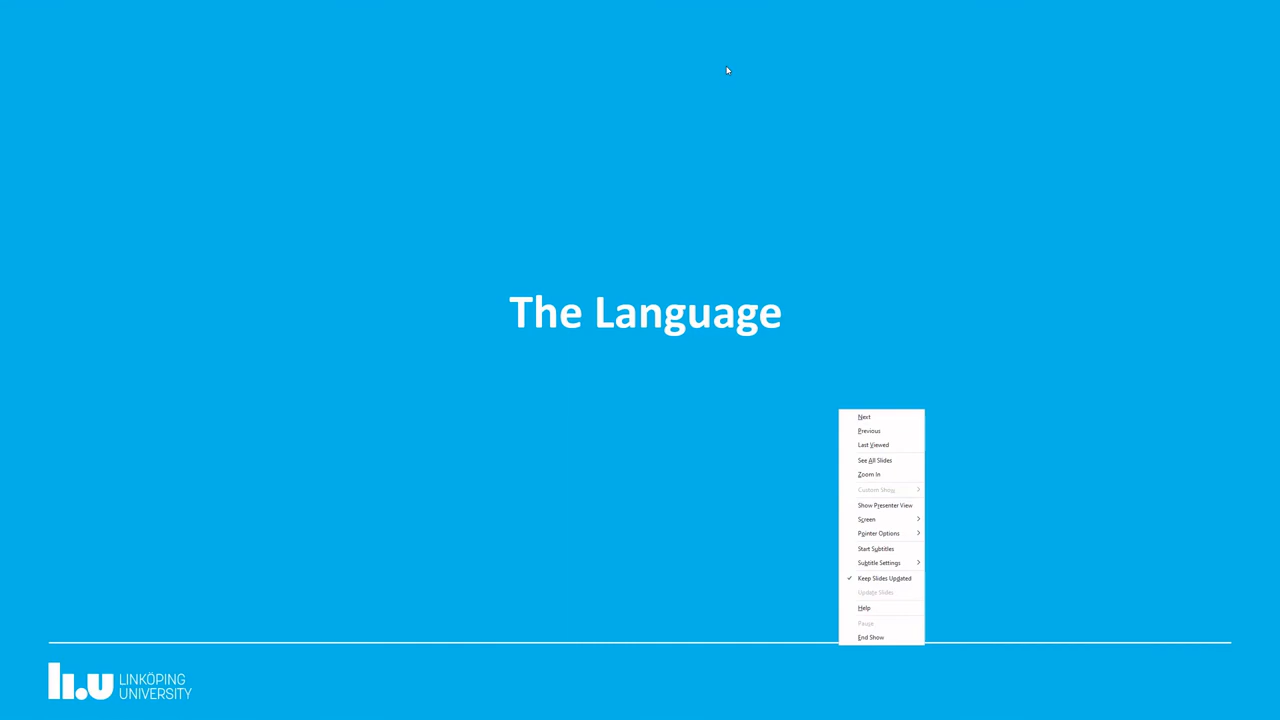 The Language
Next
Previous
Last Viewed
See All Slides
Zoom In
Custom Show
Show Presenter View
Screen
Pointer Options
Start Subtitles
Subtitle Settings
Keep Slides Updated
Update Slides
Help
Pause
End Show
li.u LINKÖPING
UNIVERSITY